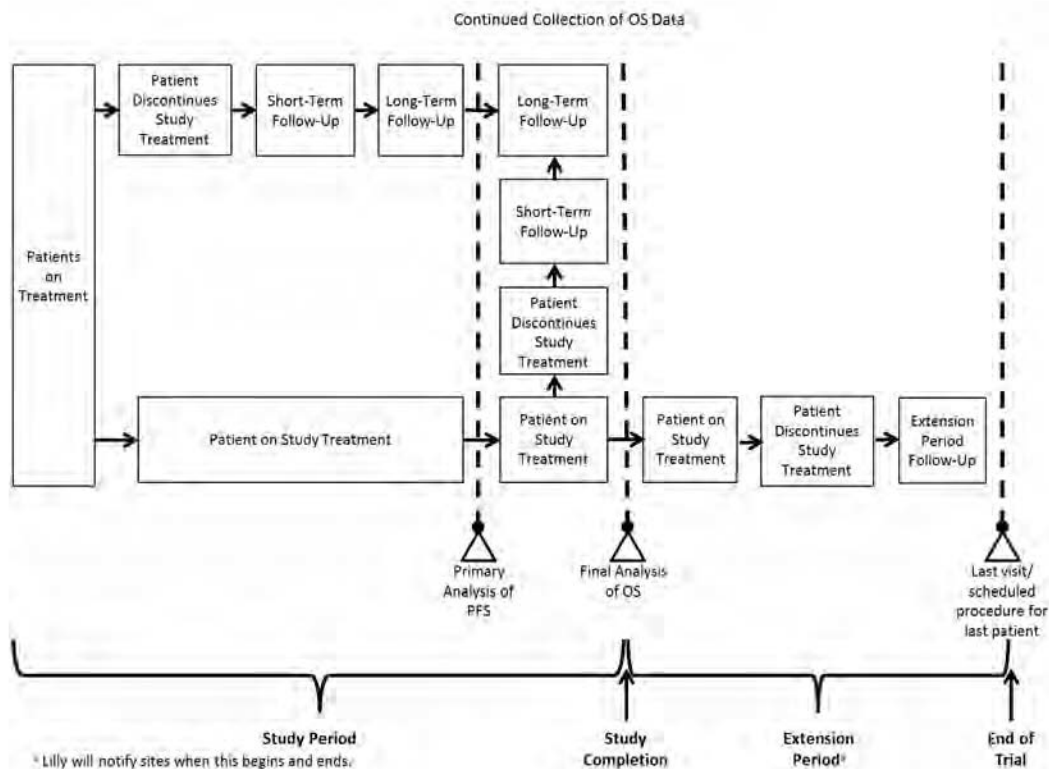 Continued Collection of OS Data
Patients
on
Treatment
Patient
Discontinues
Study
Treatment
Short-Term
Follow-Up
Long-Term
Follow-Up
Long-Term
Follow-Up
Short-Term
Follow-Up
Patient
Discontinues
Study
Treatment
Patient on Study Treatment
Patient on
Study
Treatment
Patient on
Study
Treatment
Patient
Discontinues
Study
Treatment
Extension
Period
Follow-Up
Primary
Analysis of
PFS
Final Analysis
of OS
Last visit/
scheduled
procedure for
last patient
Study Period
Study
Completion
Extension
Periodᵃ
End of
Trial
ᵃ Lilly will notify sites when this begins and ends.